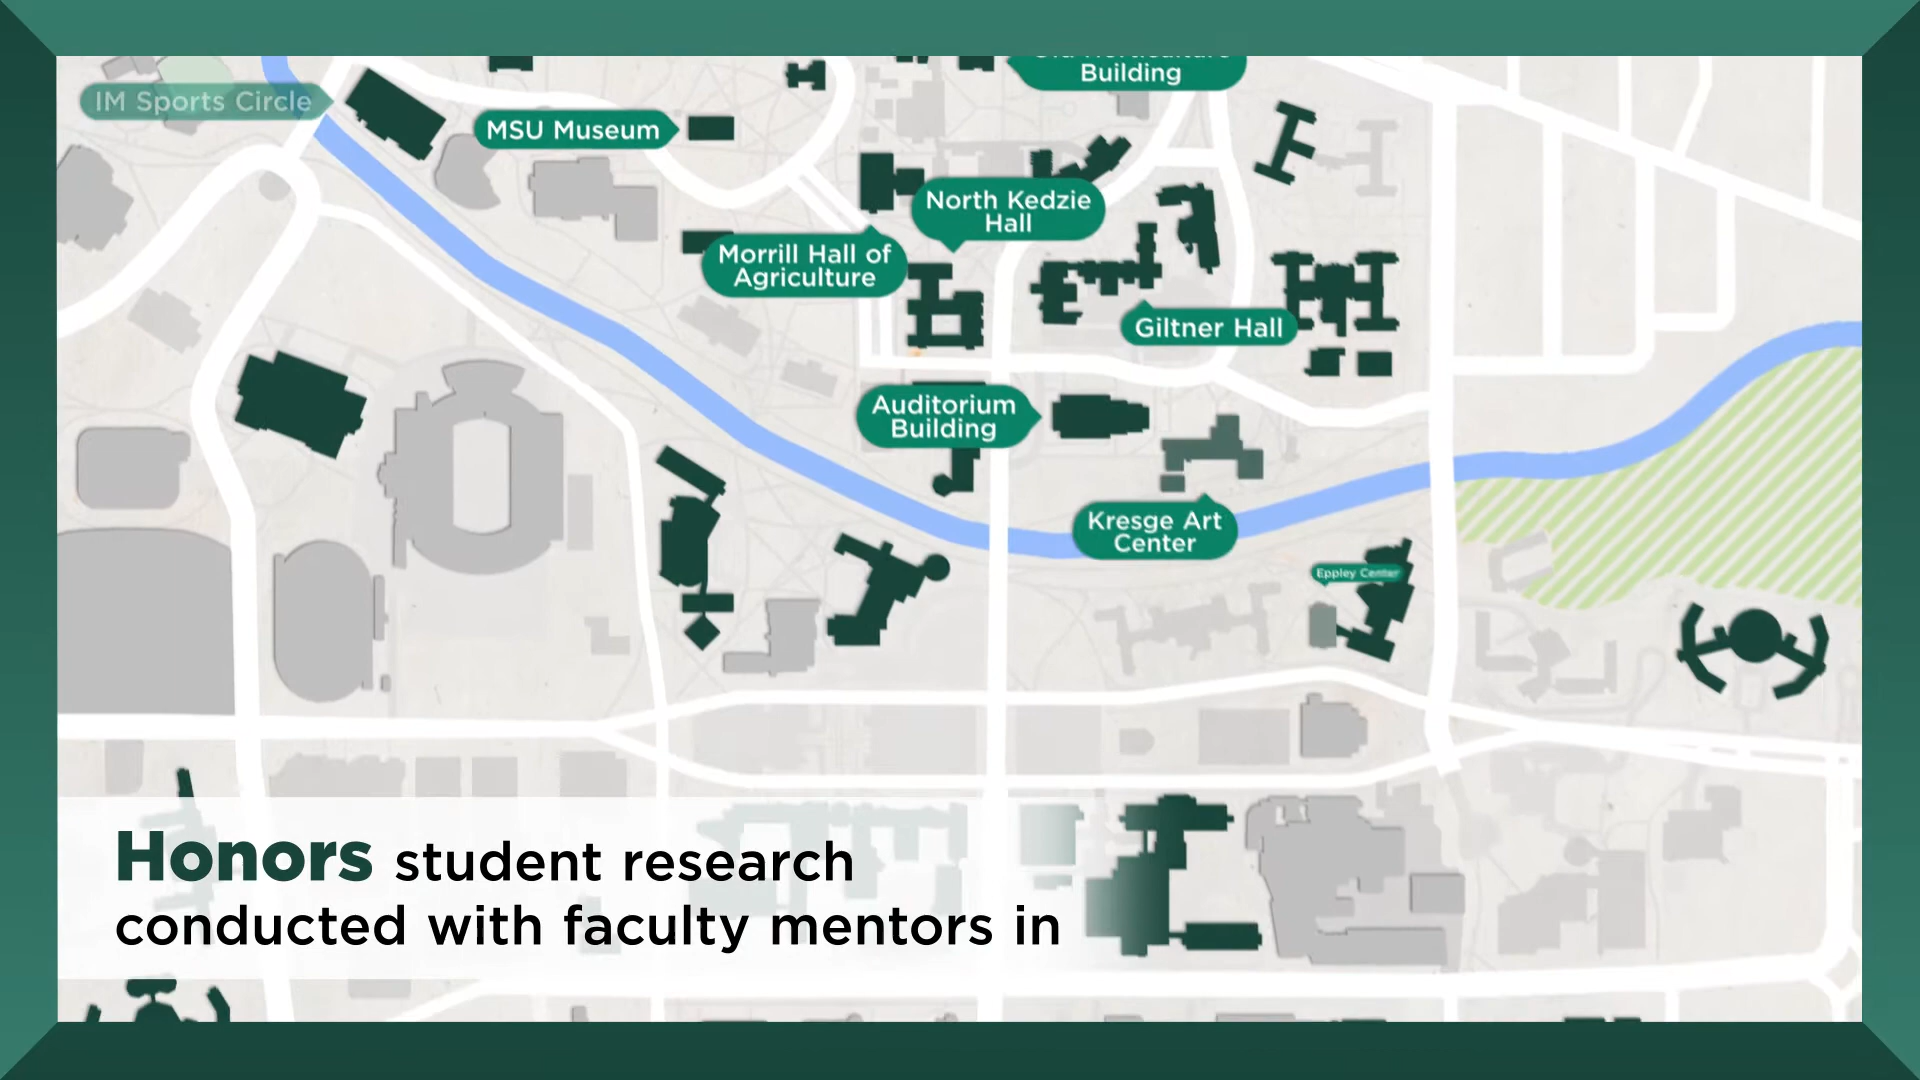 Building
IM Sports Circle
MSU Museum
North Kedzie
Hall
Morrill Hall of
Agriculture
Giltner Hall
Auditorium
Building
Kresge Art
Center
Eppley Center
Honors student research
conducted with faculty mentors in